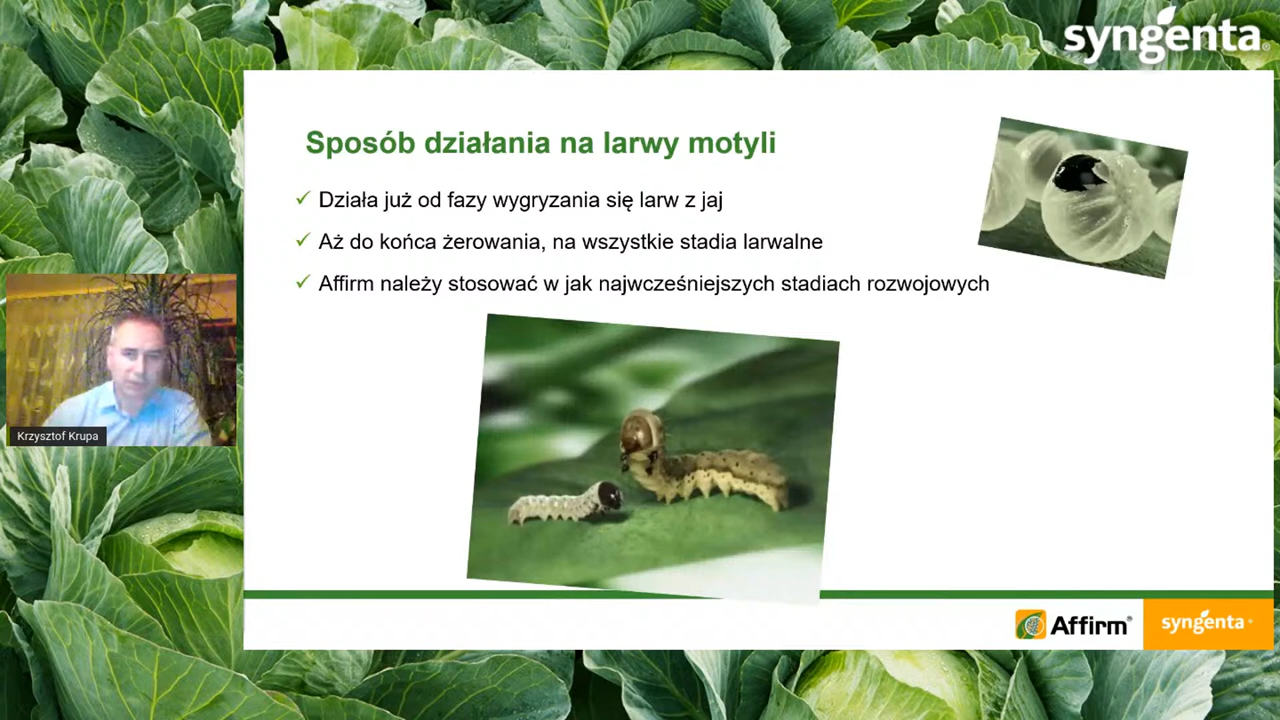 syngenta
Sposób działania na larwy motyli
Działa już od fazy wygryzania się larw z jaj
Aż do końca żerowania, na wszystkie stadia larwalne
Affirm należy stosować w jak najwcześniejszych stadiach rozwojowych
Krzysztof Krupa
Affirm®
syngenta